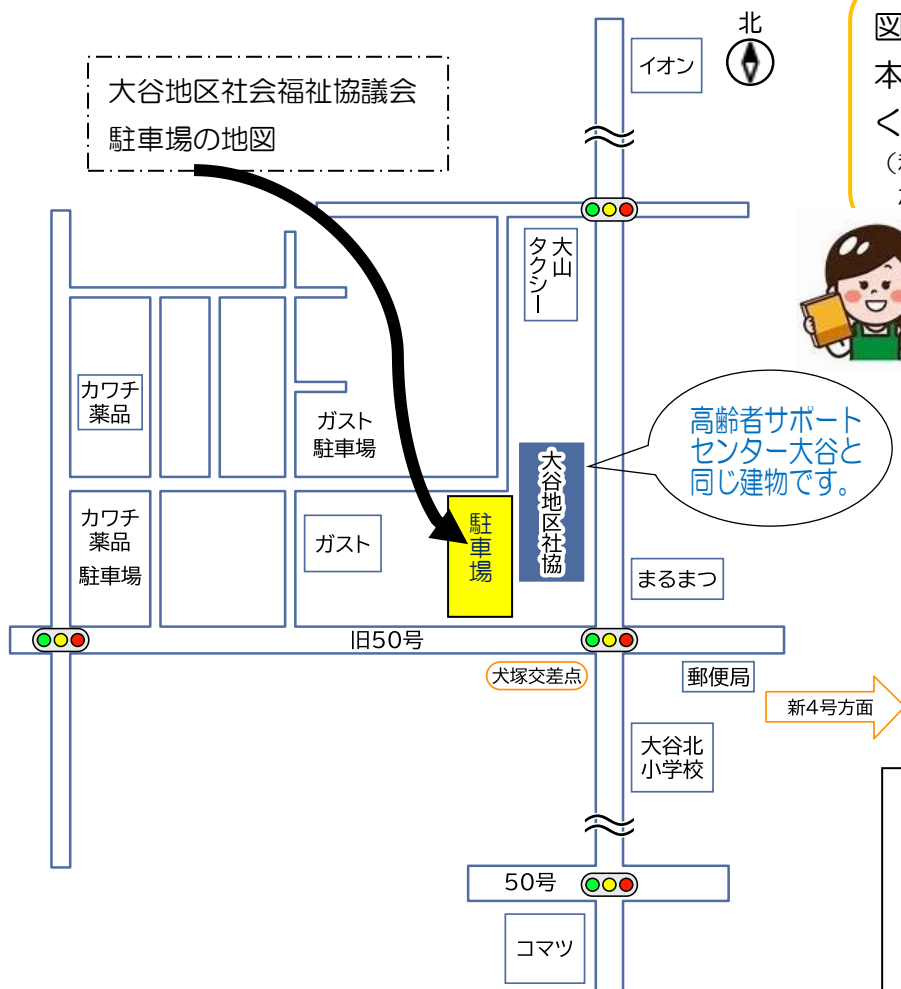 大谷地区社会福祉協議会
駐車場の地図
北
イオン
図
本
く
大山
タクシー
カワチ
薬品
ガスト
駐車場
高齢者サポート
センター大谷と
同じ建物です。
大谷地区社協
駐車場
カワチ
薬品
駐車場
ガスト
まるまつ
旧50号
犬塚交差点
郵便局
新4号方面
大谷北
小学校
50号
コマツ